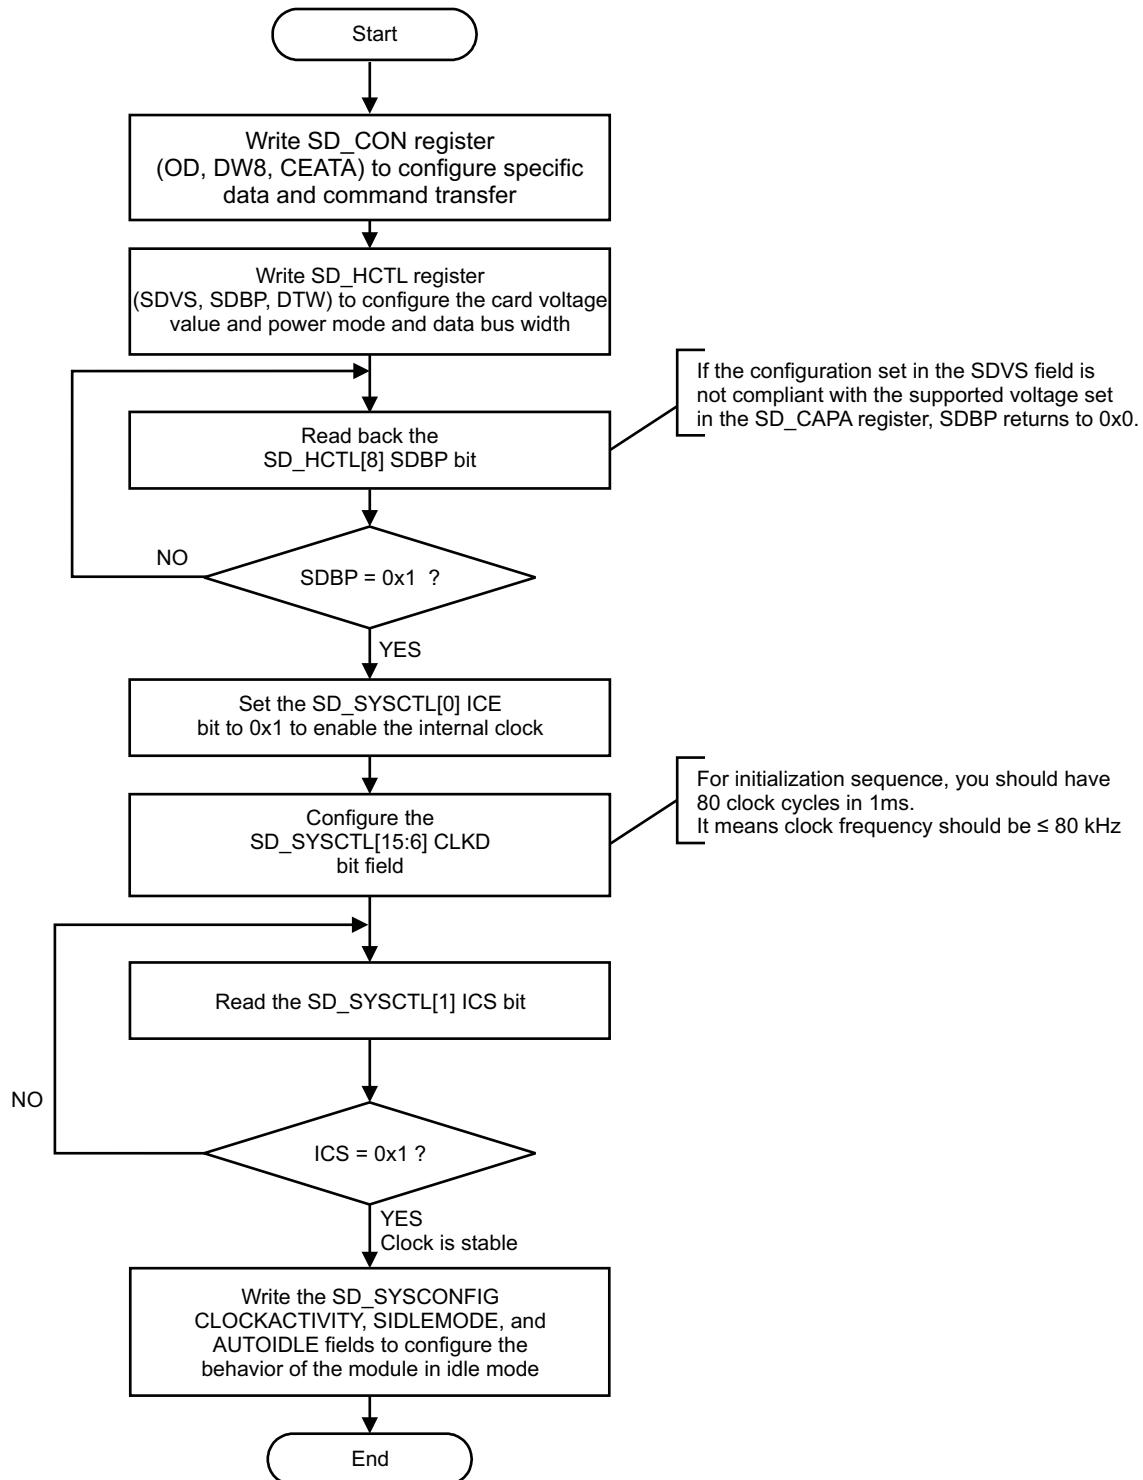 Start
Write SD_CON register
(OD, DW8, CEATA) to configure specific
data and command transfer
Write SD_HCTL register
(SDVS, SDBP, DTW) to configure the card voltage
value and power mode and data bus width
If the configuration set in the SDVS field is
not compliant with the supported voltage set
in the SD_CAPA register, SDBP returns to 0x0.
Read back the
SD_HCTL[8] SDBP bit
NO
SDBP = 0x1 ?
YES
Set the SD_SYSCTL[0] ICE
bit to 0x1 to enable the internal clock
For initialization sequence, you should have
80 clock cycles in 1ms.
It means clock frequency should be ≤ 80 kHz
Configure the
SD_SYSCTL[15:6] CLKD
bit field
Read the SD_SYSCTL[1] ICS bit
NO
ICS = 0x1 ?
YES
Clock is stable
Write the SD_SYSCONFIG
CLOCKACTIVITY, SIDLEMODE, and
AUTOIDLE fields to configure the
behavior of the module in idle mode
End